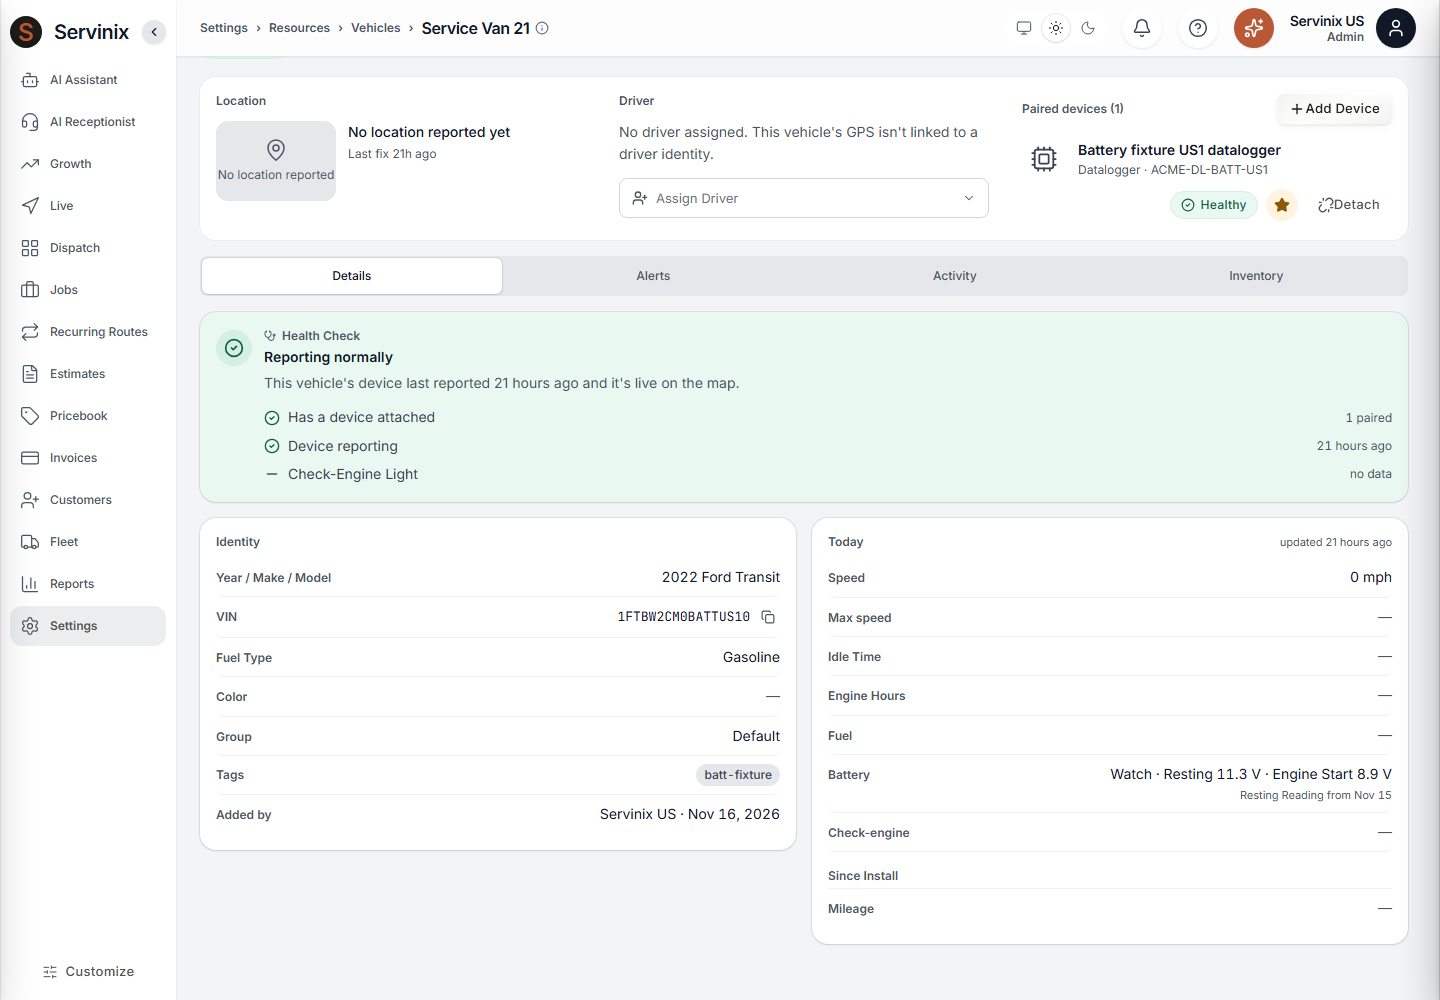 Servinix
AI Assistant
AI Receptionist
Growth
Live
Dispatch
Jobs
Recurring Routes
Estimates
Pricebook
Invoices
Customers
Fleet
Reports
Settings
Customize
Settings › Resources › Vehicles › Service Van 21
Servinix US
Admin
Location
No location reported
No location reported yet
Last fix 21h ago
Driver
No driver assigned. This vehicle's GPS isn't linked to a
driver identity.
Assign Driver
Paired devices (1)
Add Device
Battery fixture US1 datalogger
Datalogger · ACME-DL-BATT-US1
Healthy
Detach
Details
Alerts
Activity
Inventory
Health Check
Reporting normally
This vehicle's device last reported 21 hours ago and it's live on the map.
Has a device attached 1 paired
Device reporting 21 hours ago
Check-Engine Light no data
Identity
Year / Make / Model 2022 Ford Transit
VIN 1FTBW2CM0BATTUS10
Fuel Type Gasoline
Color —
Group Default
Tags batt-fixture
Added by Servinix US · Nov 16, 2026
Today updated 21 hours ago
Speed 0 mph
Max speed —
Idle Time —
Engine Hours —
Fuel —
Battery Watch · Resting 11.3 V · Engine Start 8.9 V
Resting Reading from Nov 15
Check-engine —
Since Install
Mileage —